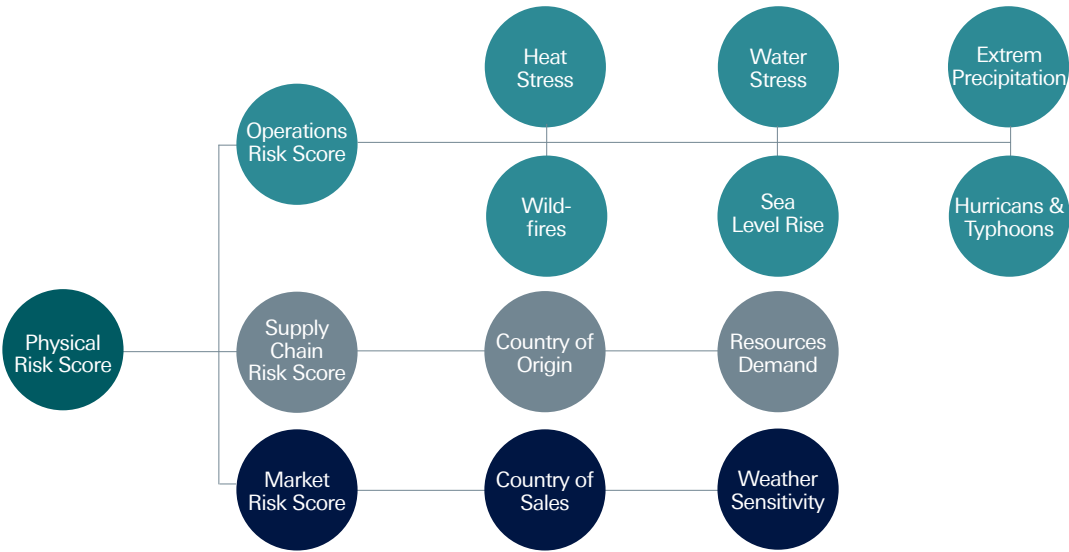 Heat
Stress
Water
Stress
Extrem
Precipitation
Operations
Risk Score
Wild-
fires
Sea
Level Rise
Hurricans &
Typhoons
Physical
Risk Score
Supply
Chain
Risk Score
Country of
Origin
Resources
Demand
Market
Risk Score
Country of
Sales
Weather
Sensitivity